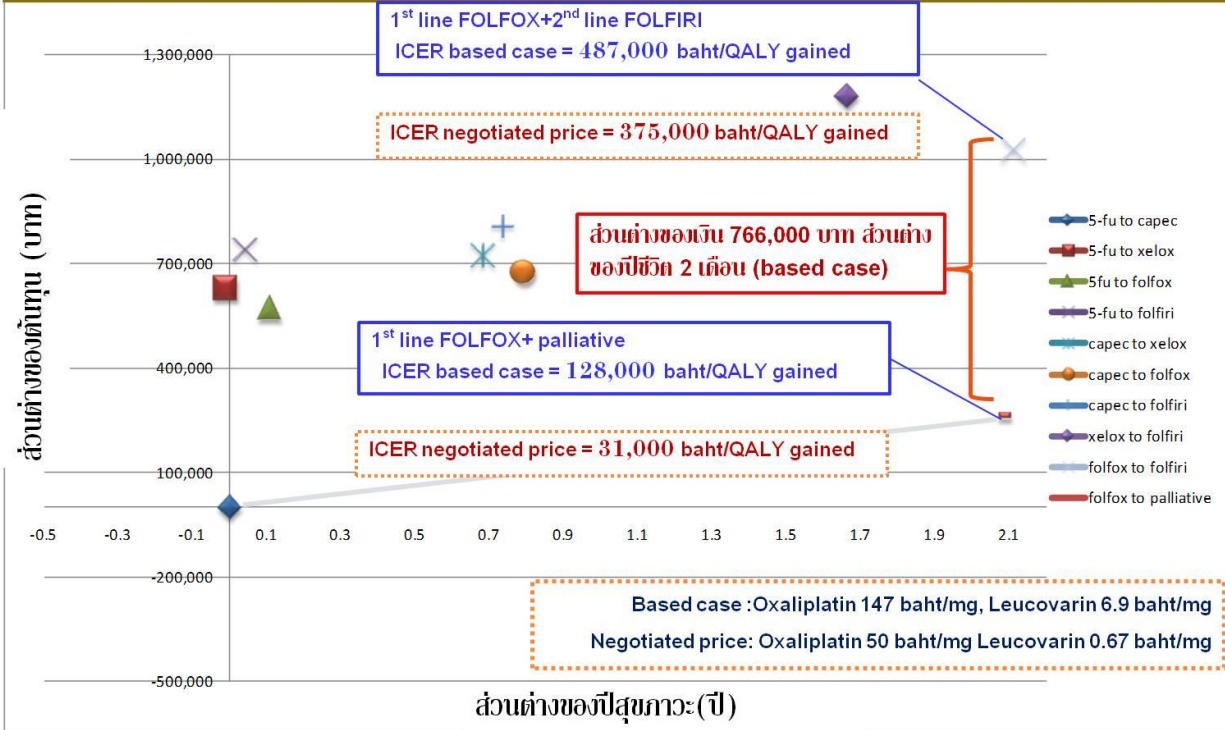 1st line FOLFOX+2nd line FOLFIRI
ICER based case = 487,000 baht/QALY gained
ICER negotiated price = 375,000 baht/QALY gained
ส่วนต่างของเงิน 766,000 บาท ส่วนต่าง
ของปีชีวิต 2 เดือน (based case)
1st line FOLFOX+ palliative
ICER based case = 128,000 baht/QALY gained
ICER negotiated price = 31,000 baht/QALY gained
ส่วนต่างของต้นทุน (บาท)
1,300,000
1,000,000
700,000
400,000
100,000
-200,000
-500,000
-0.5 -0.3 -0.1 0.1 0.3 0.5 0.7 0.9 1.1 1.3 1.5 1.7 1.9 2.1
5-fu to capec
5-fu to xelox
5fu to folfox
5-fu to folfiri
capec to xelox
capec to folfox
capec to folfiri
xelox to folfiri
folfox to folfiri
folfox to palliative
Based case :Oxaliplatin 147 baht/mg, Leucovarin 6.9 baht/mg
Negotiated price: Oxaliplatin 50 baht/mg Leucovarin 0.67 baht/mg
ส่วนต่างของปีสุขภาวะ(ปี)